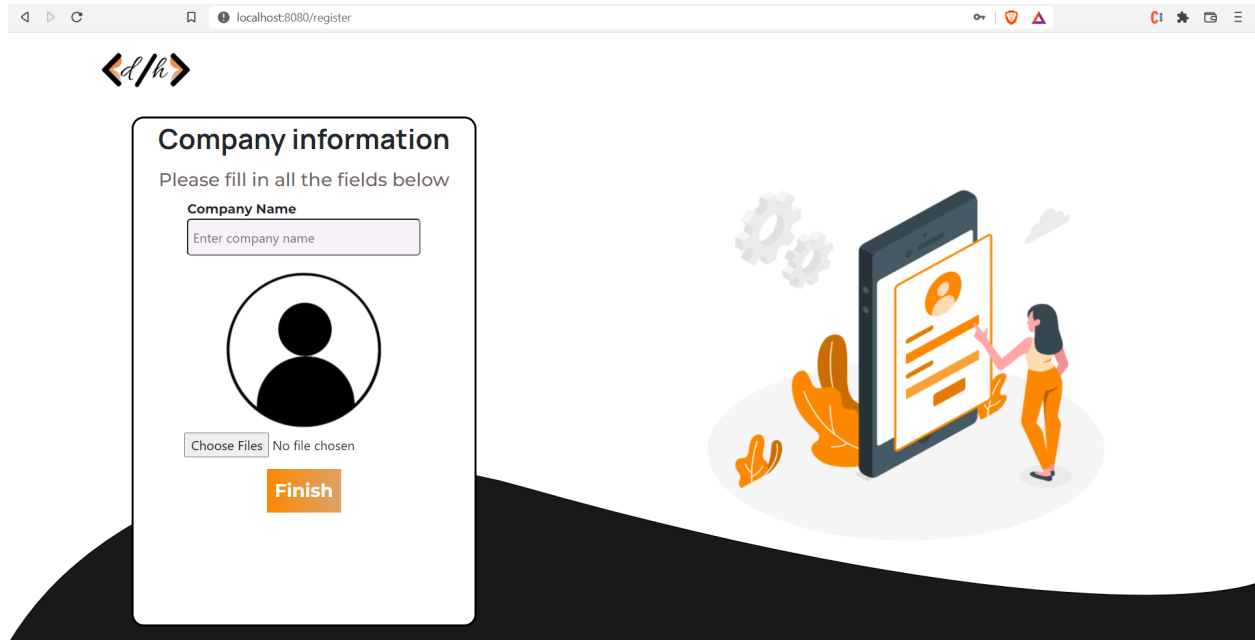 localhost:8080/register
d/h
Company information
Please fill in all the fields below
Company Name
Enter company name
Choose Files No file chosen
Finish